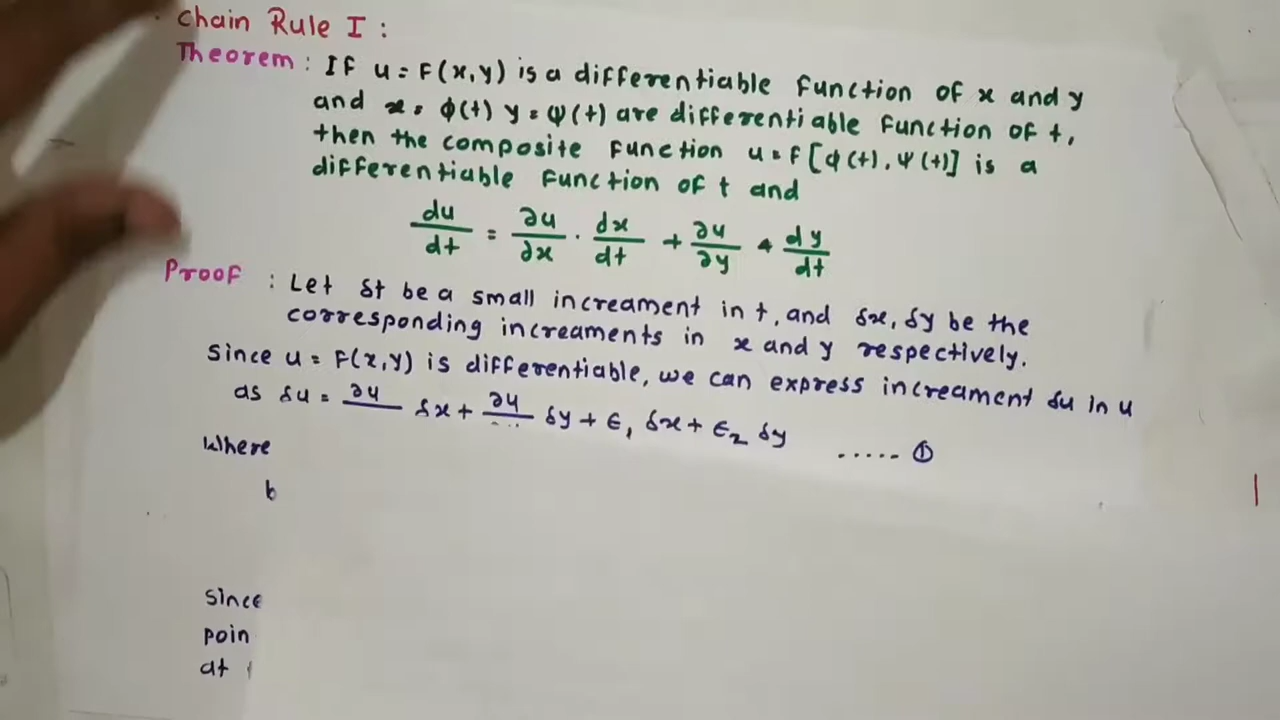 Chain Rule I :
Theorem : If u = F(x,y) is a differentiable function of x and y
and x = ϕ(t) y = ψ(t) are differentiable function of t,
then the composite function u = f[ϕ(t), ψ(t)] is a
differentiable function of t and
du/dt = ∂u/∂x · dx/dt + ∂u/∂y · dy/dt
Proof : Let δt be a small increament in t, and δx, δy be the
corresponding increaments in x and y respectively.
since u = F(x,y) is differentiable, we can express increament δu in u
as δu = ∂u δx + ∂u δy + ε₁ δx + ε₂ δy ..... ①
Where
b
since
poin
at